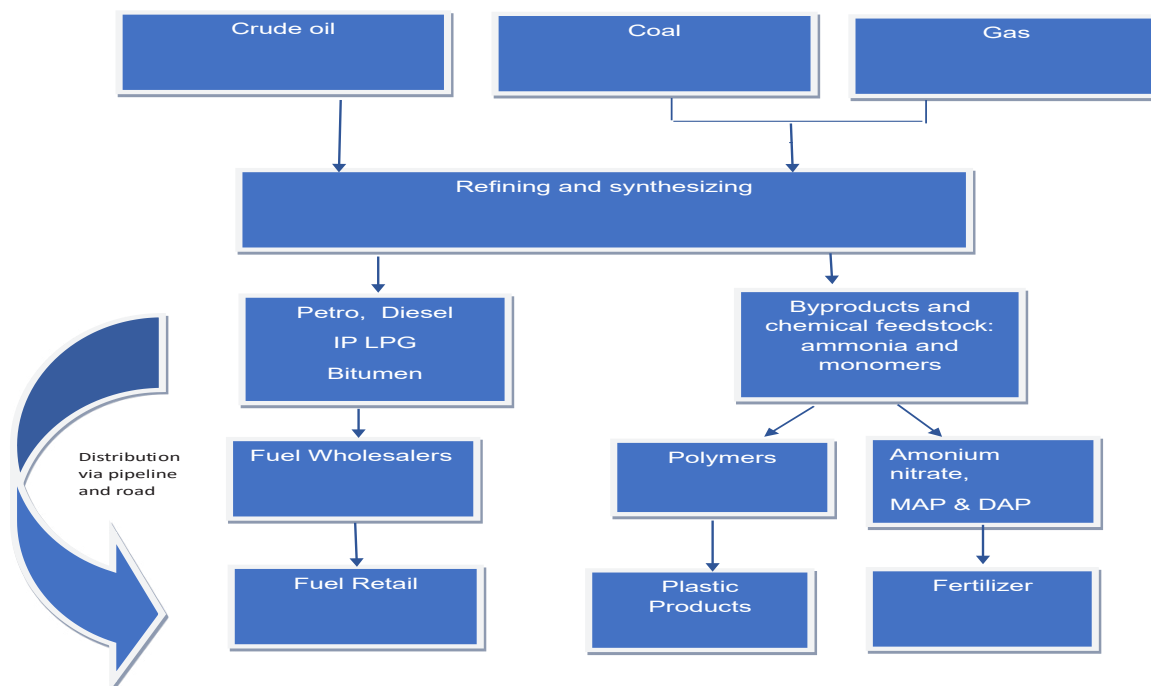 Crude oil
Coal
Gas
Refining and synthesizing
Petro, Diesel
IP LPG
Bitumen
Byproducts and
chemical feedstock:
ammonia and
monomers
Distribution
via pipeline
and road
Fuel Wholesalers
Polymers
Amonium
nitrate,
MAP & DAP
Fuel Retail
Plastic
Products
Fertilizer